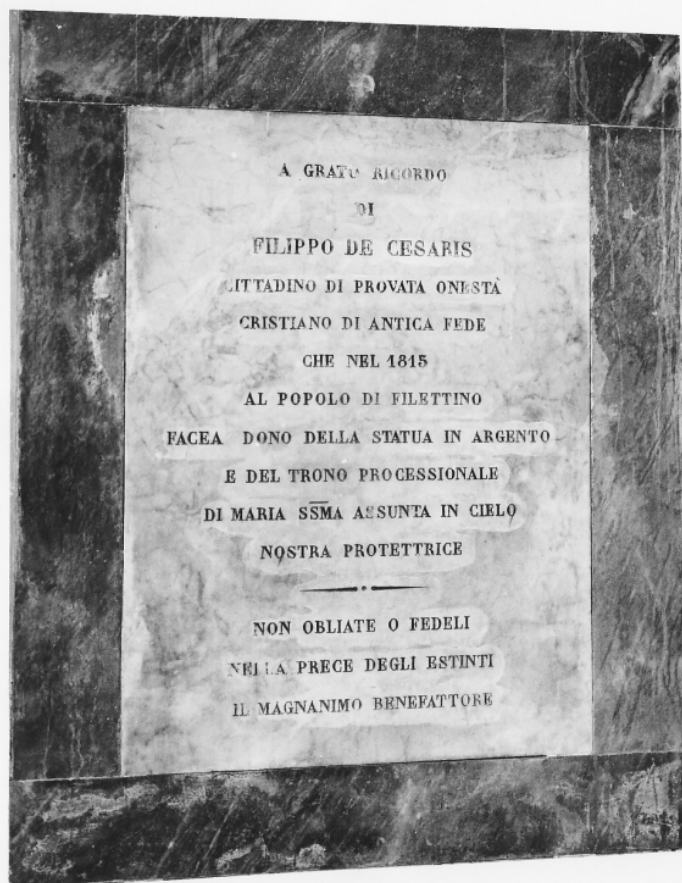 A GRATO RICORDO
DI
FILIPPO DE CESARIS
CITTADINO DI PROVATA ONESTÀ
CRISTIANO DI ANTICA FEDE
CHE NEL 1815
AL POPOLO DI FILETTINO
FACEA DONO DELLA STATUA IN ARGENTO
E DEL TRONO PROCESSIONALE
DI MARIA SS̅M̅A ASSUNTA IN CIELO
NOSTRA PROTETTRICE
NON OBLIATE O FEDELI
NELLA PRECE DEGLI ESTINTI
IL MAGNANIMO BENEFATTORE